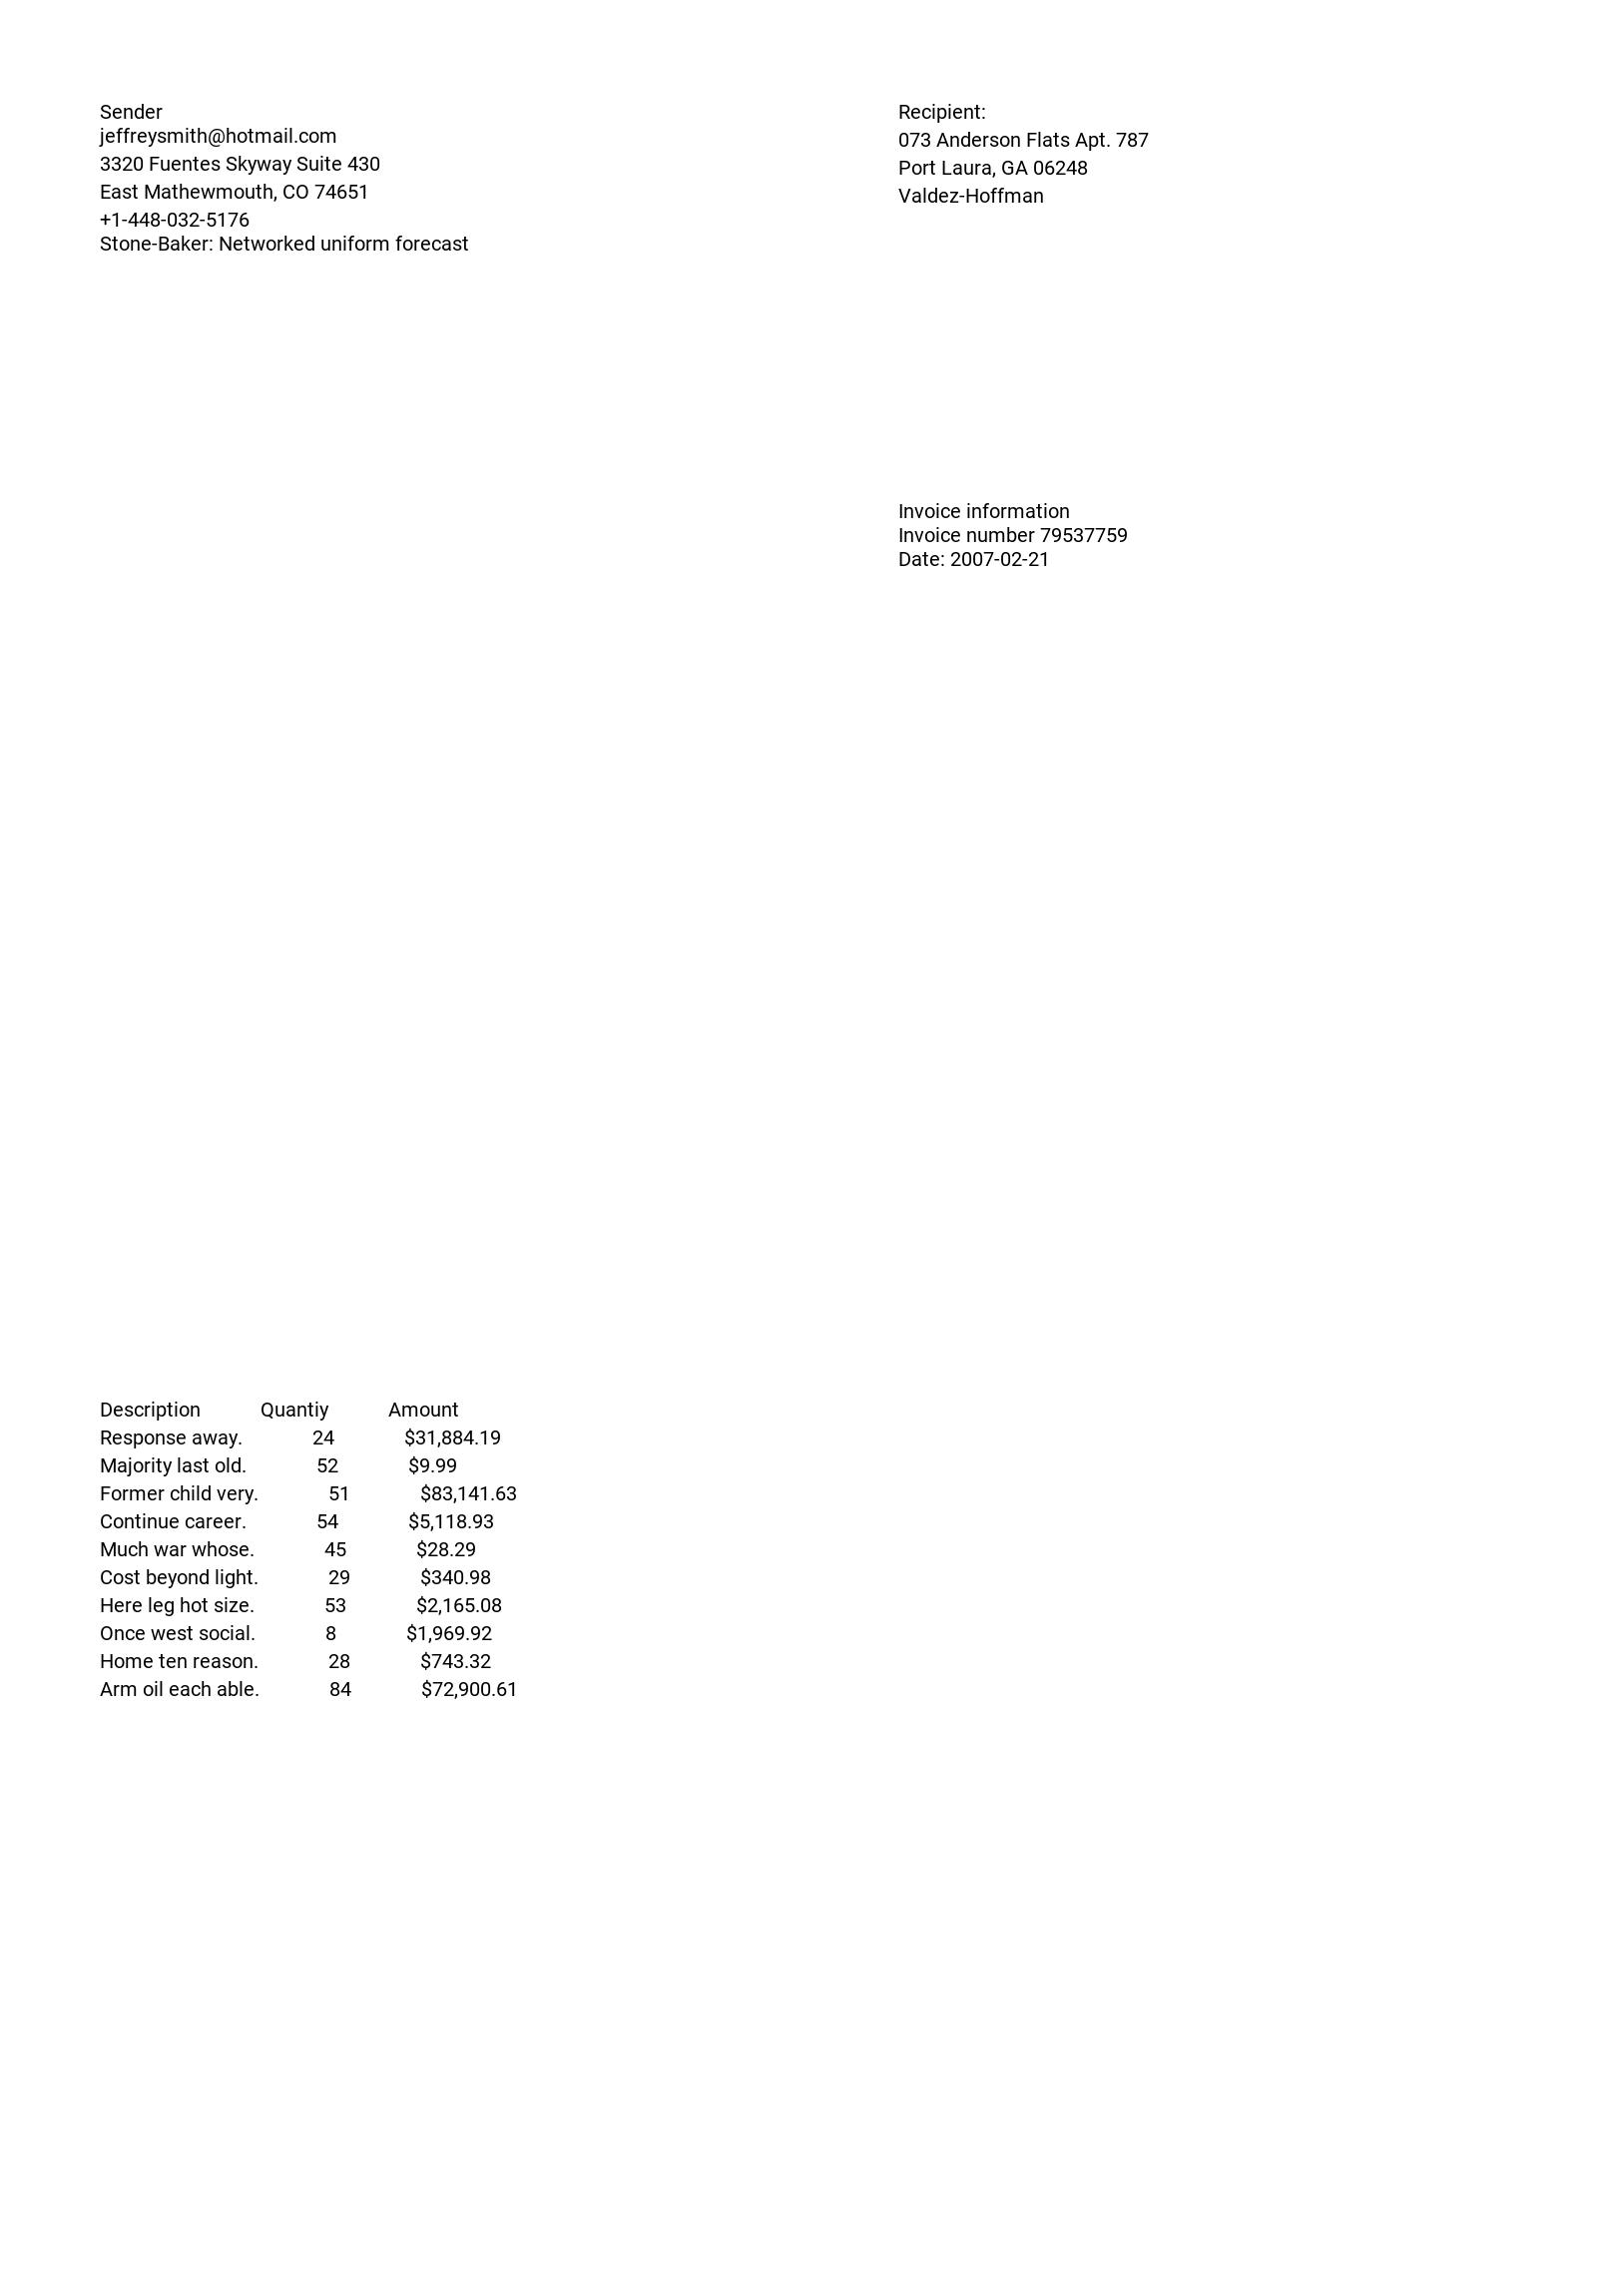 Sender
jeffreysmith@hotmail.com
3320 Fuentes Skyway Suite 430
East Mathewmouth, CO 74651
+1-448-032-5176
Stone-Baker: Networked uniform forecast
Recipient:
073 Anderson Flats Apt. 787
Port Laura, GA 06248
Valdez-Hoffman
Invoice information
Invoice number 79537759
Date: 2007-02-21
Description Quantiy Amount
Response away. 24 $31,884.19
Majority last old. 52 $9.99
Former child very. 51 $83,141.63
Continue career. 54 $5,118.93
Much war whose. 45 $28.29
Cost beyond light. 29 $340.98
Here leg hot size. 53 $2,165.08
Once west social. 8 $1,969.92
Home ten reason. 28 $743.32
Arm oil each able. 84 $72,900.61